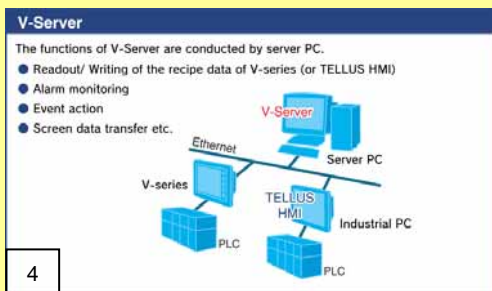 V-Server
The functions of V-Server are conducted by server PC.
Readout/ Writing of the recipe data of V-series (or TELLUS HMI)
Alarm monitoring
Event action
Screen data transfer etc.
V-Server
Ethernet
Server PC
V-series
TELLUS
HMI
Industrial PC
PLC
PLC
4